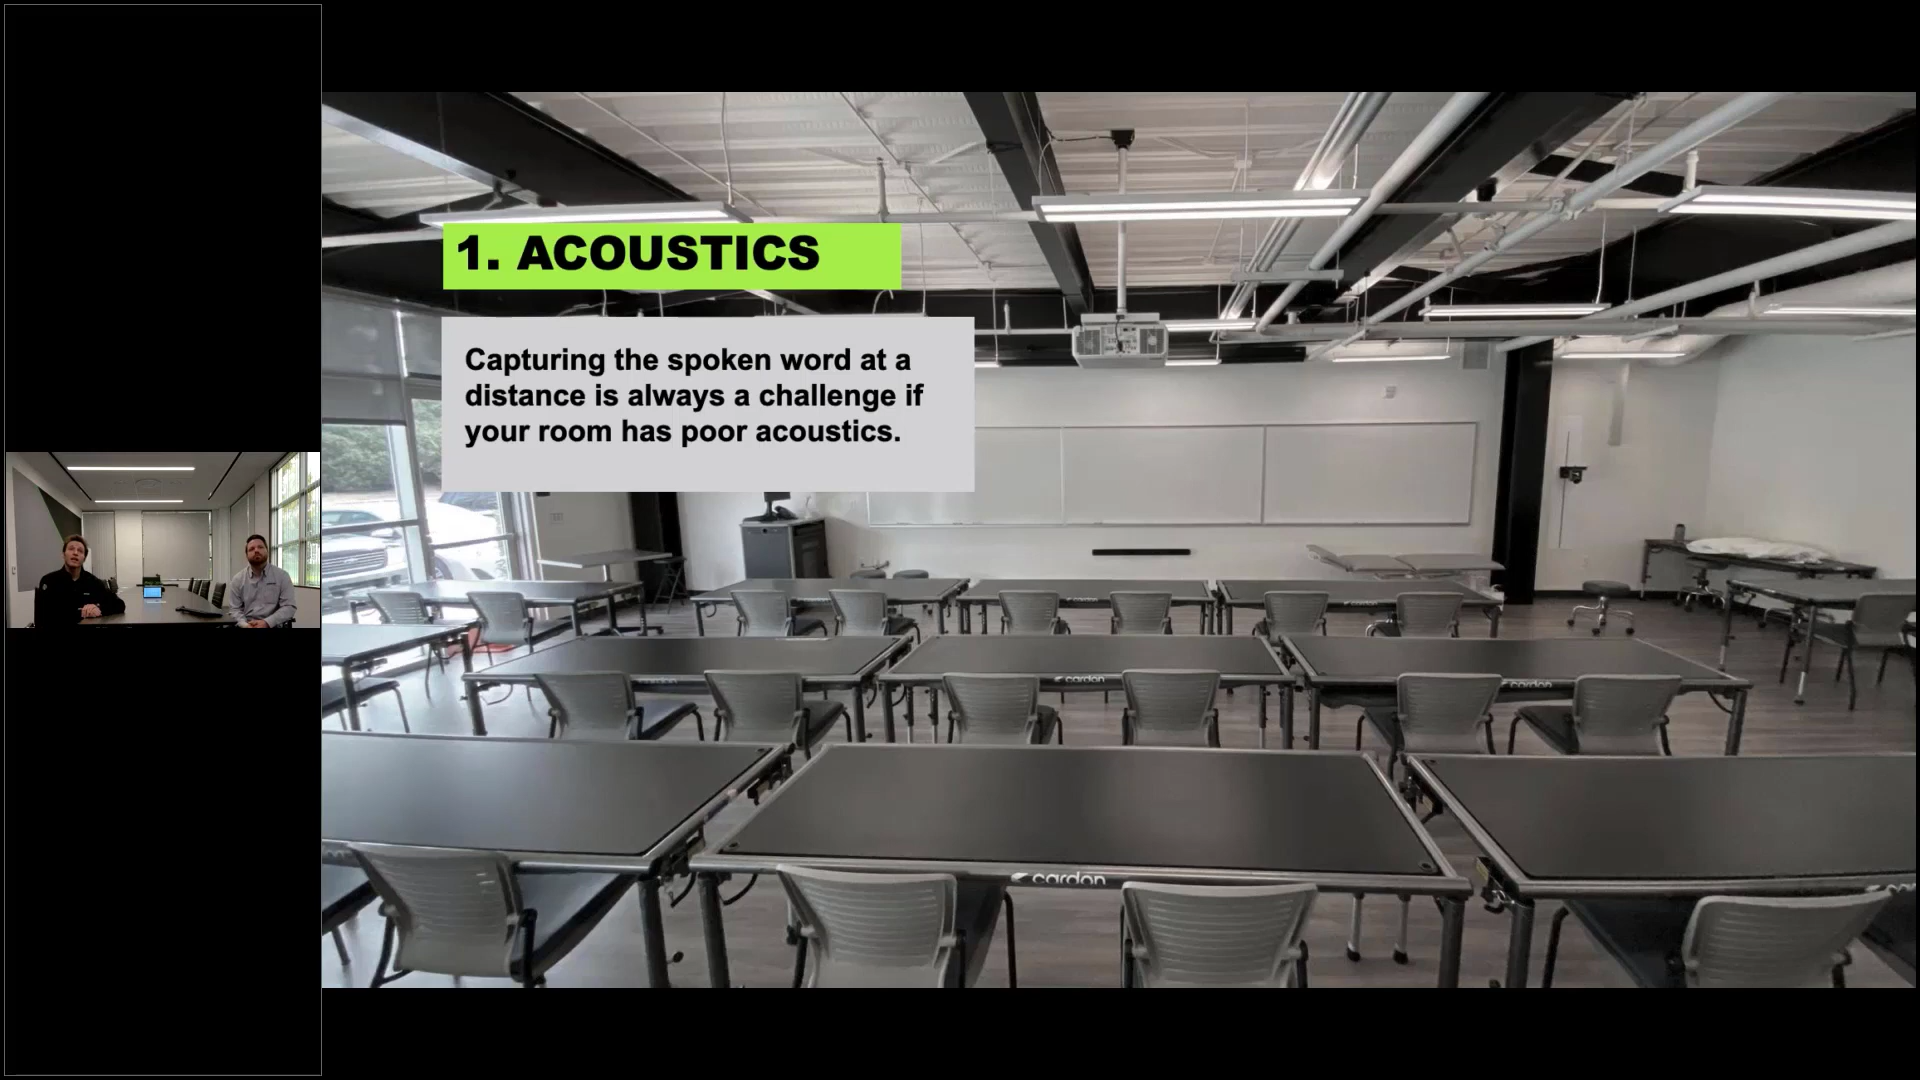 1. ACOUSTICS
Capturing the spoken word at a
distance is always a challenge if
your room has poor acoustics.
cardon
cardon
cardon
cardon